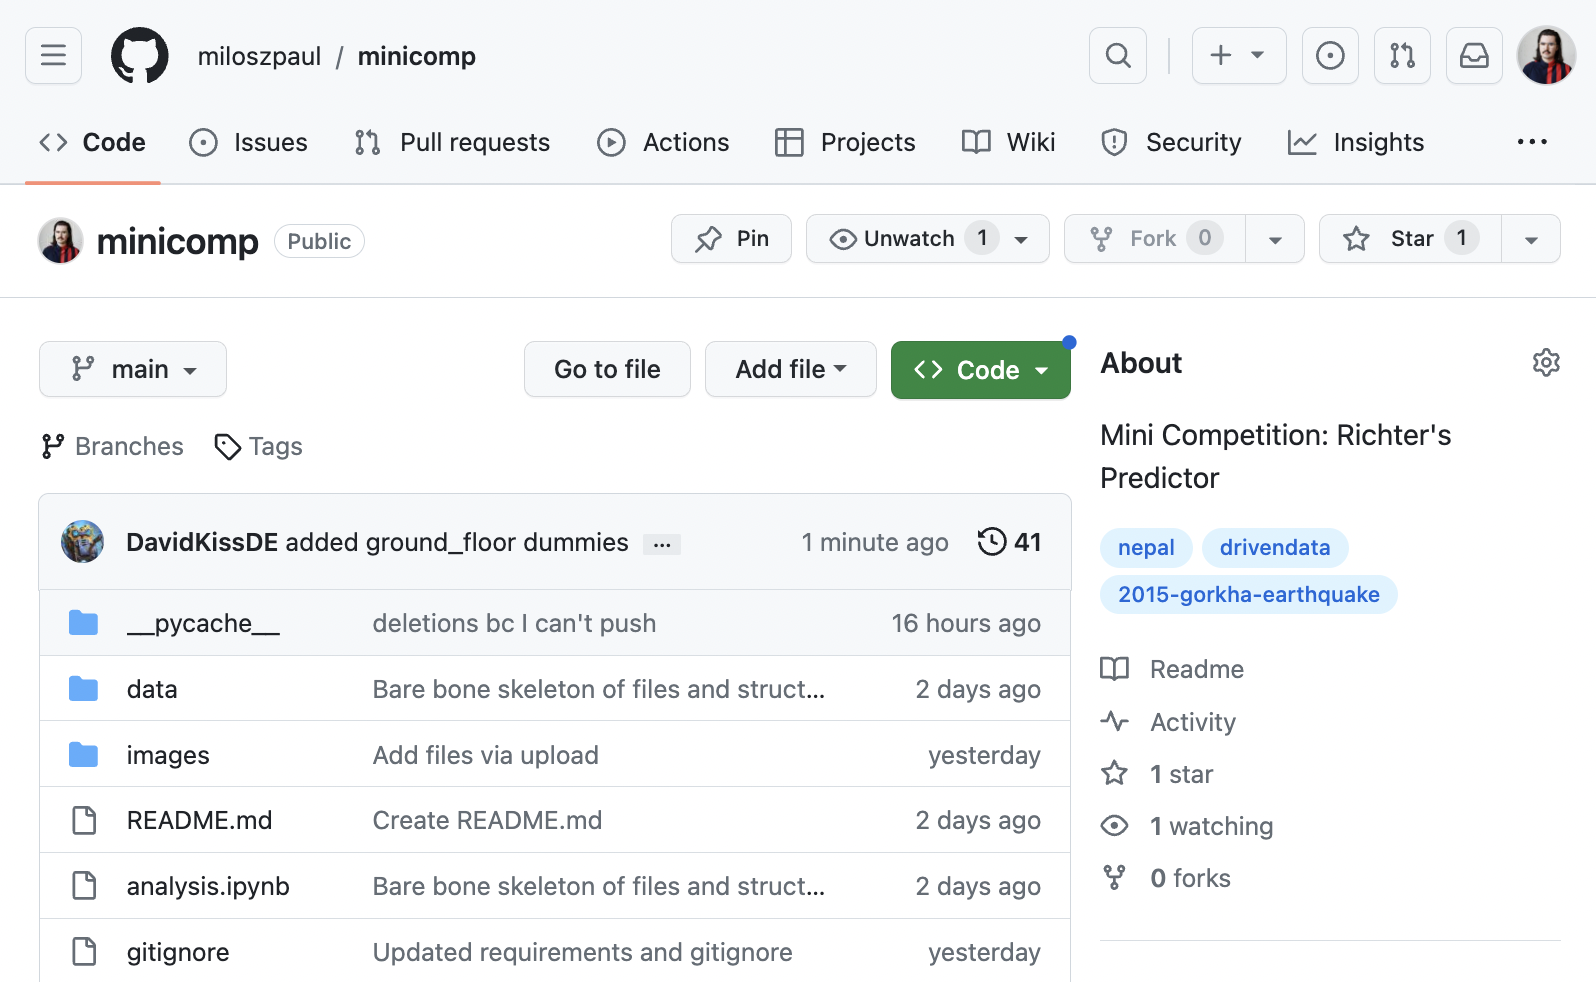 miloszpaul / minicomp
Code Issues Pull requests Actions Projects Wiki Security Insights
minicomp Public Pin Unwatch 1 Fork 0 Star 1
main Go to file Add file Code
Branches Tags
DavidKissDE added ground_floor dummies ... 1 minute ago 41
__pycache__ deletions bc I can't push 16 hours ago
data Bare bone skeleton of files and struct... 2 days ago
images Add files via upload yesterday
README.md Create README.md 2 days ago
analysis.ipynb Bare bone skeleton of files and struct... 2 days ago
gitignore Updated requirements and gitignore yesterday
About
Mini Competition: Richter's
Predictor
nepal drivendata
2015-gorkha-earthquake
Readme
Activity
1 star
1 watching
0 forks